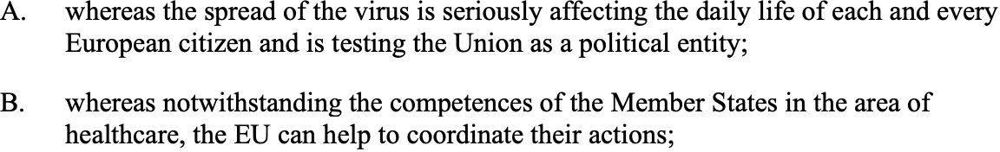 A. whereas the spread of the virus is seriously affecting the daily life of each and every
European citizen and is testing the Union as a political entity;
B. whereas notwithstanding the competences of the Member States in the area of
healthcare, the EU can help to coordinate their actions;